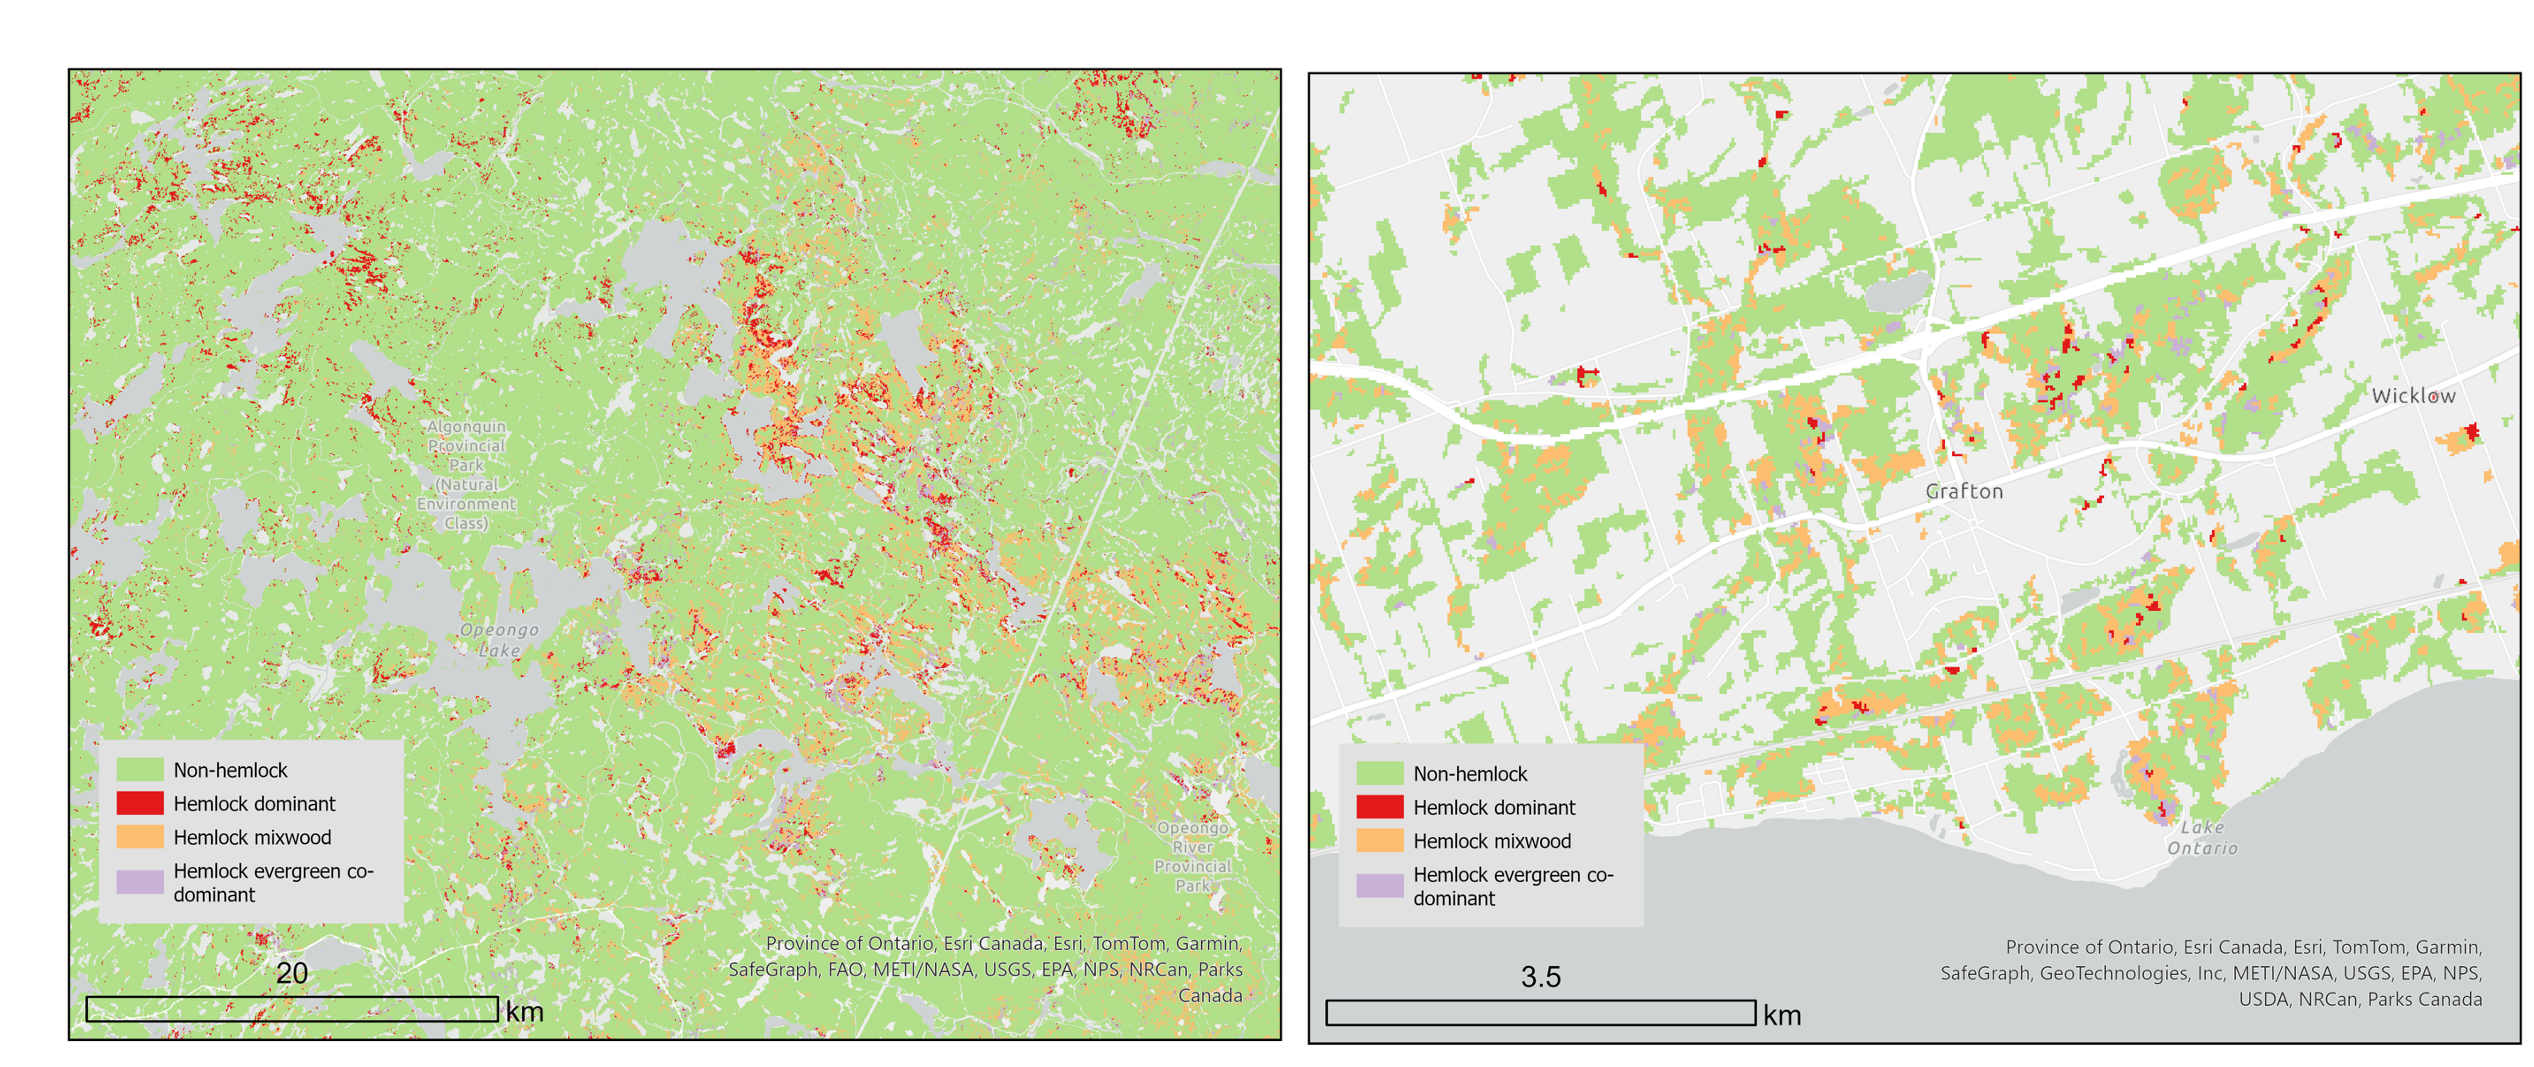 Algonquin
Provincial
Park
(Natural
Environment
Class)
Opeongo
Lake
Non-hemlock
Hemlock dominant
Hemlock mixwood
Hemlock evergreen co-
dominant
Opeongo
River
Provincial
Park
Province of Ontario, Esri Canada, Esri, TomTom, Garmin,
SafeGraph, FAO, METI/NASA, USGS, EPA, NPS, NRCan, Parks
Canada
20
km
Wicklow
Grafton
Non-hemlock
Hemlock dominant
Hemlock mixwood
Hemlock evergreen co-
dominant
Lake
Ontario
Province of Ontario, Esri Canada, Esri, TomTom, Garmin,
SafeGraph, GeoTechnologies, Inc, METI/NASA, USGS, EPA, NPS,
USDA, NRCan, Parks Canada
3.5
km